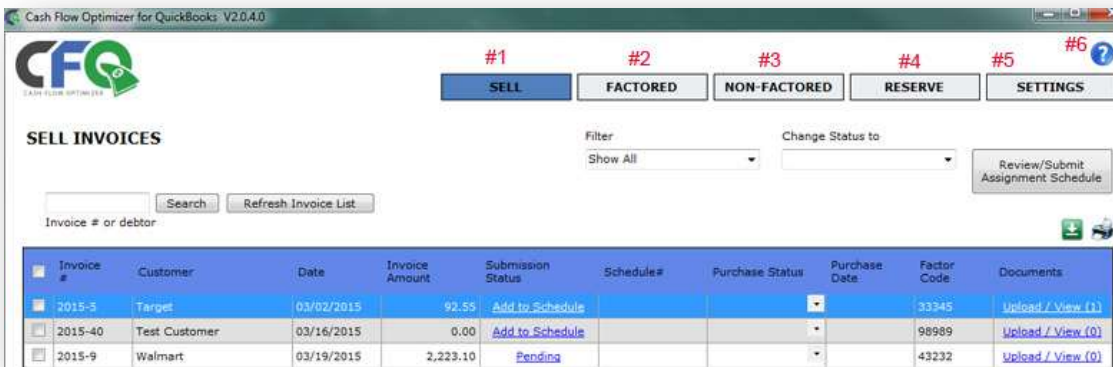 Cash Flow Optimizer for QuickBooks V2.0.4.0
CFO
CASH FLOW OPTIMIZER
#1 #2 #3 #4 #5 #6 ?
SELL FACTORED NON-FACTORED RESERVE SETTINGS
SELL INVOICES
Filter Change Status to
Show All
Review/Submit
Assignment Schedule
Search Refresh Invoice List
Invoice # or debtor
Invoice # Customer Date Invoice Amount Submission Status Schedule# Purchase Status Purchase Date Factor Code Documents
2015-5 Target 03/02/2015 92.55 Add to Schedule 33345 Upload / View (1)
2015-40 Test Customer 03/16/2015 0.00 Add to Schedule 98989 Upload / View (0)
2015-9 Walmart 03/19/2015 2,223.10 Pending 43232 Upload / View (0)